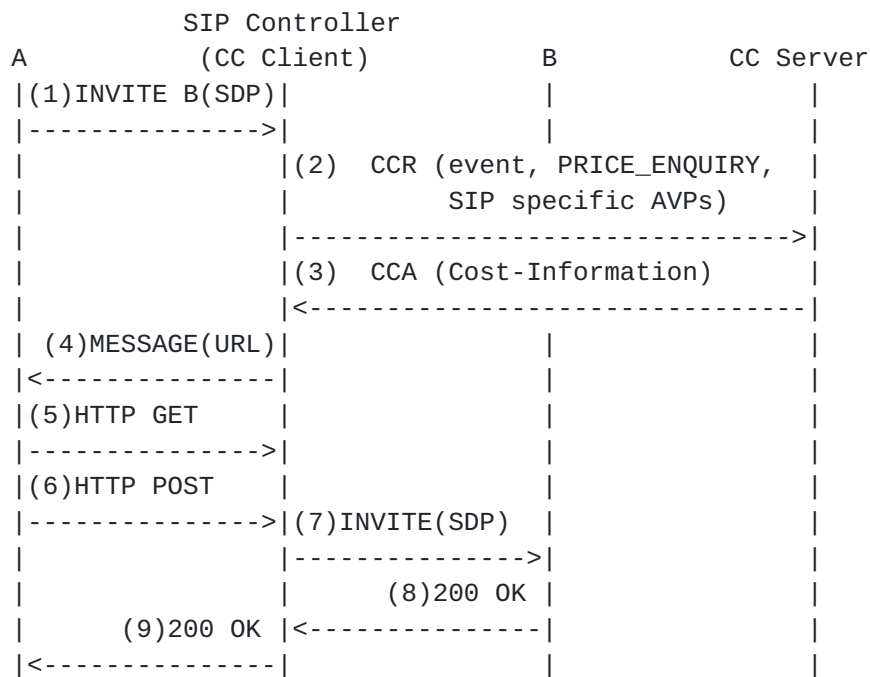 SIP Controller
A (CC Client) B CC Server
|(1)INVITE B(SDP)| | |
|--------------->| | |
| |(2) CCR (event, PRICE_ENQUIRY, |
| | SIP specific AVPs) |
| |-------------------------------->|
| |(3) CCA (Cost-Information) |
| |<--------------------------------|
| (4)MESSAGE(URL)| | |
|<---------------| | |
|(5)HTTP GET | | |
|--------------->| | |
|(6)HTTP POST | | |
|--------------->|(7)INVITE(SDP) | |
| |--------------->| |
| | (8)200 OK | |
| (9)200 OK |<---------------| |
|<---------------| | |